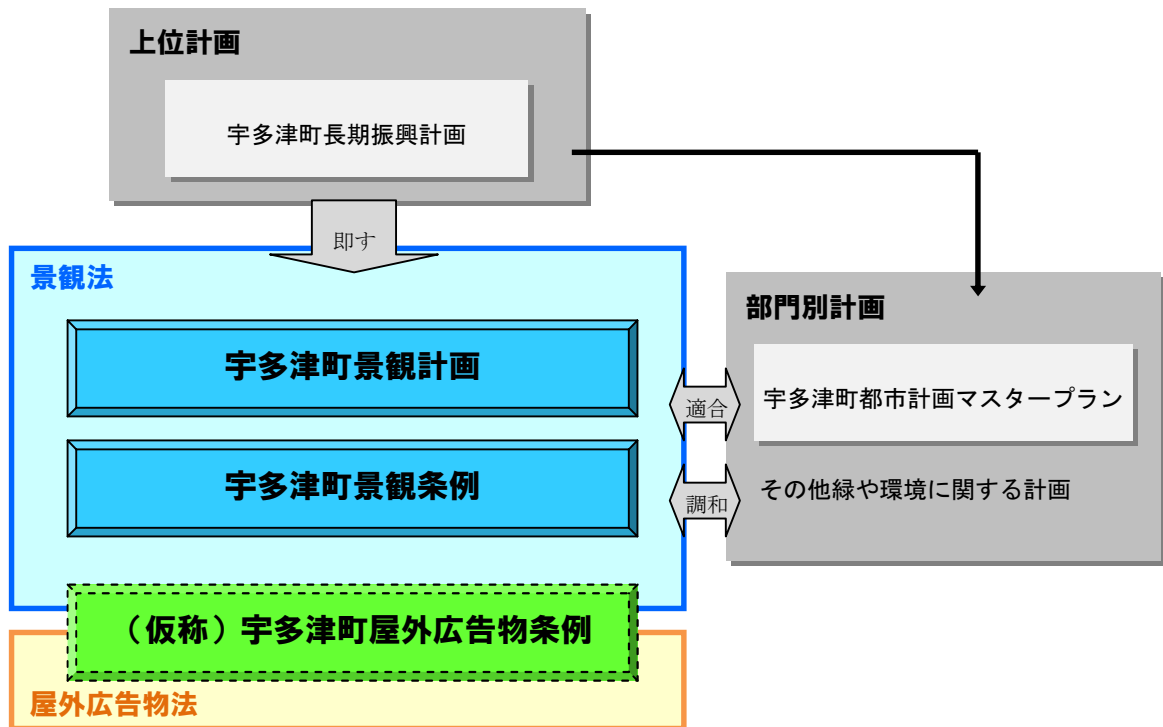 上位計画
宇多津町長期振興計画
即す
景観法
宇多津町景観計画
宇多津町景観条例
（仮称）宇多津町屋外広告物条例
屋外広告物法
適合
調和
部門別計画
宇多津町都市計画マスタープラン
その他緑や環境に関する計画